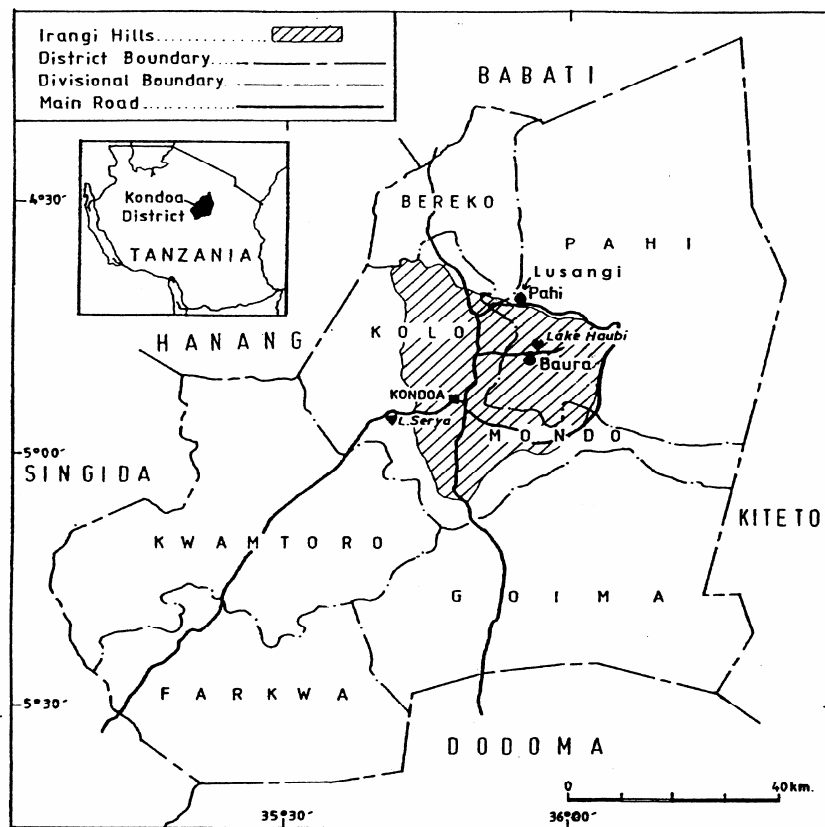 Irangi Hills
District Boundary
Divisional Boundary
Main Road
BABATI
Kondoa
District
TANZANIA
4°30'
BEREKO
PAHI
Lusangi
Pahi
HANANG
KOLO
Lake Haubi
Baura
KONDOA
L.Serya
MONDO
5°00'
SINGIDA
KITETO
KWAMTORO
GOIMA
FARKWA
5°30'
DODOMA
0 40km.
35°30' 36°00'